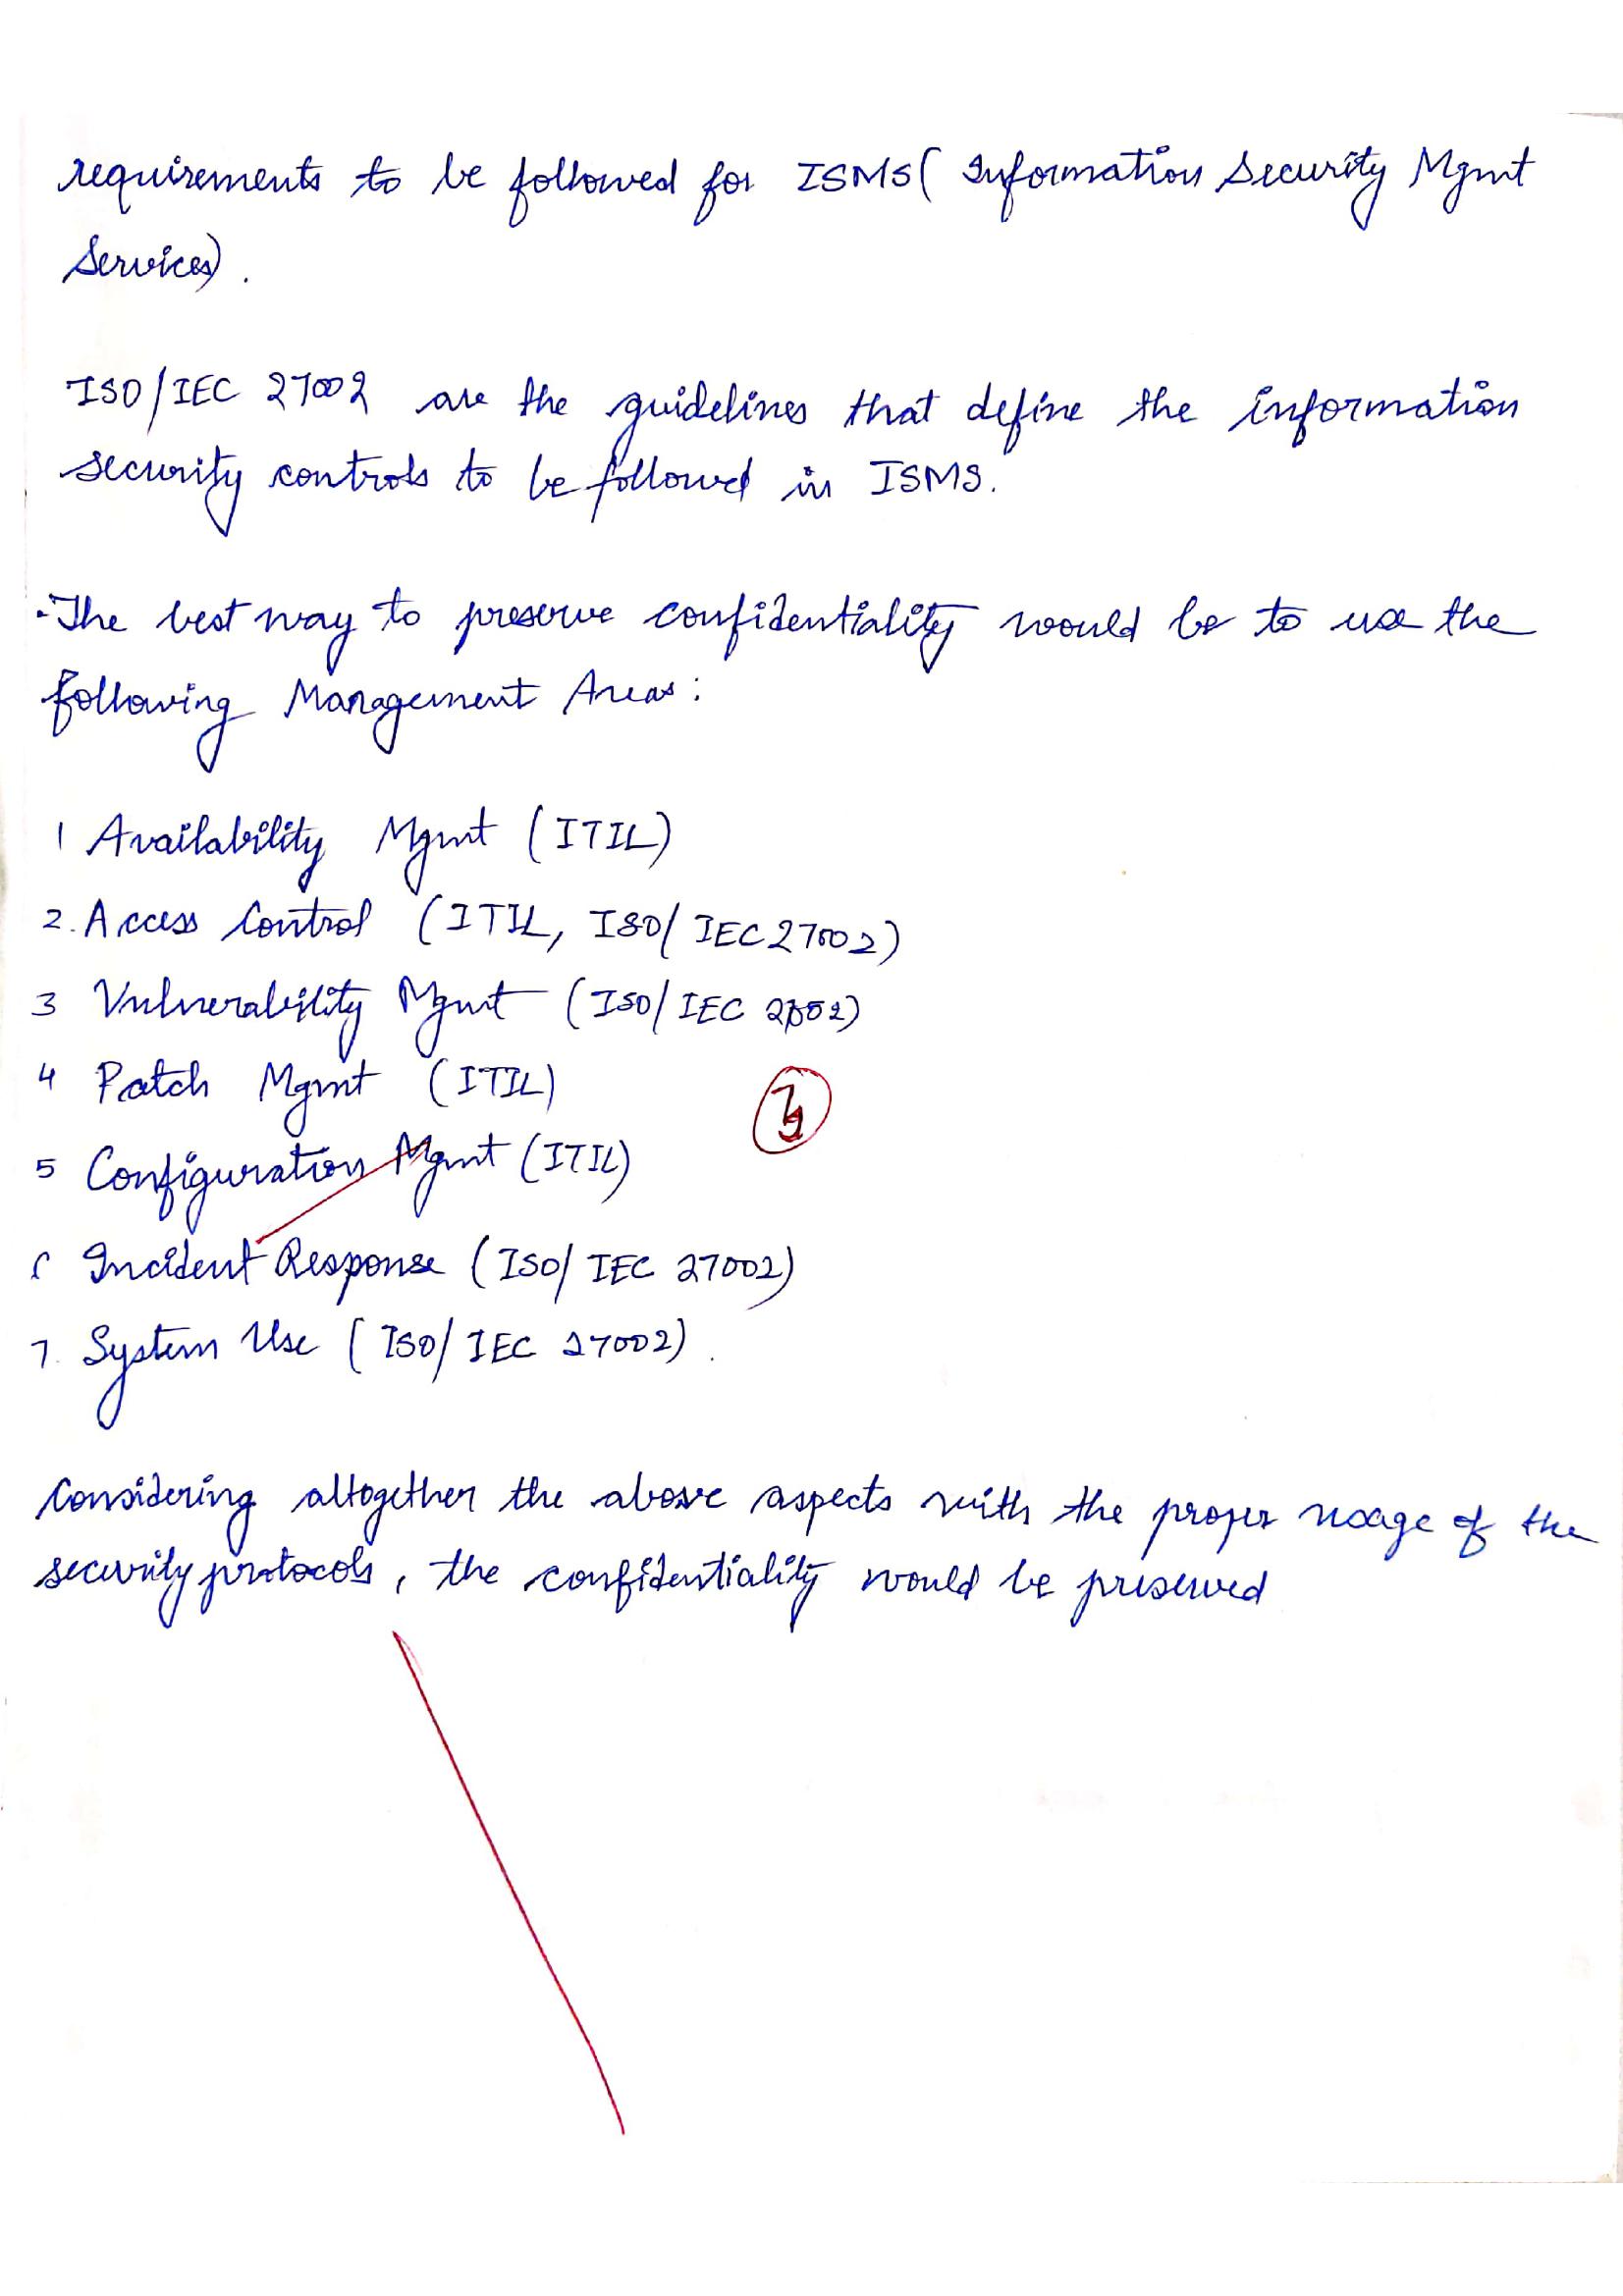 requirements to be followed for ISMS( Information Security Mgmt
Services).
ISO/IEC 27002 are the guidelines that define the information
security controls to be followed in ISMS.
·The best way to preserve confidentiality would be to use the
following Management Areas:
1 Availability Mgmt (ITIL)
2. Access Control (ITIL, ISO/IEC 27002)
3 Vulnerability Mgmt (ISO/IEC
4 Patch Mgmt (ITIL)
5 Configuration Mgmt (ITIL)
Incident Response (ISO/IEC 27002)
7. System Use (ISO/IEC 27002).
Considering altogether the above aspects with the proper usage of the
security protocols, the confidentiality would be preserved